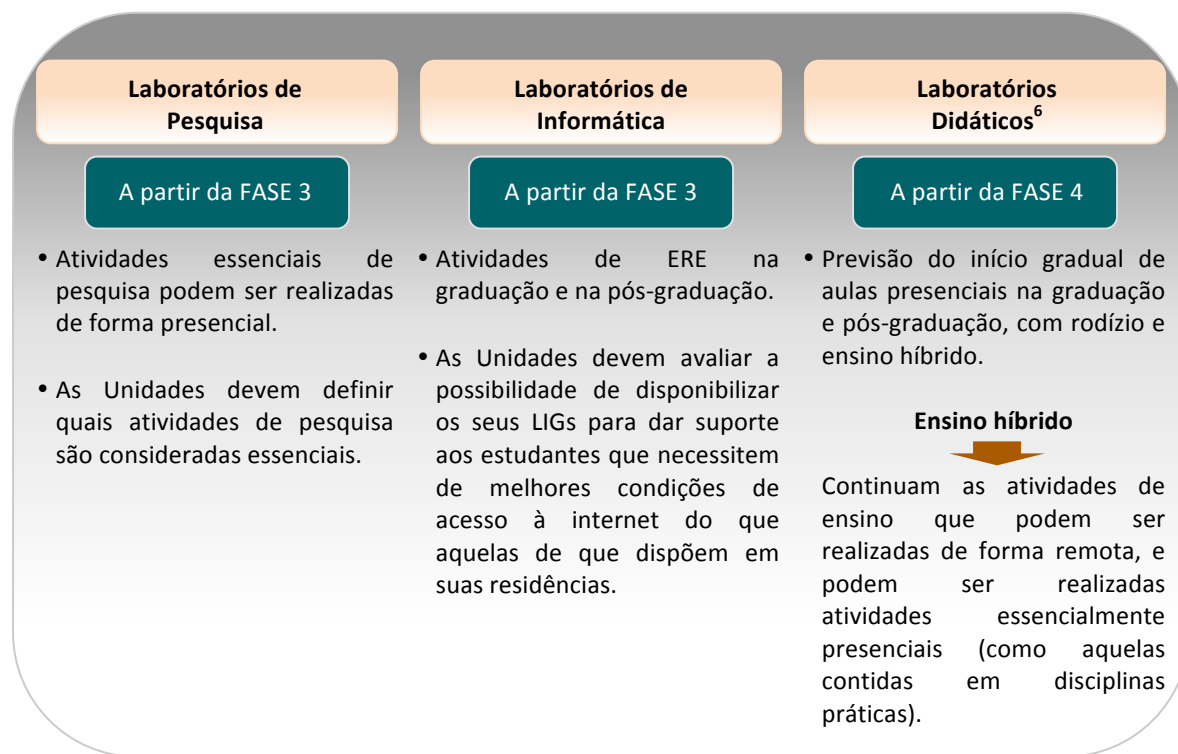 Laboratórios de
Pesquisa
A partir da FASE 3
• Atividades essenciais de
pesquisa podem ser realizadas
de forma presencial.
• As Unidades devem definir
quais atividades de pesquisa
são consideradas essenciais.
Laboratórios de
Informática
A partir da FASE 3
• Atividades de ERE na
graduação e na pós-graduação.
• As Unidades devem avaliar a
possibilidade de disponibilizar
os seus LIGs para dar suporte
aos estudantes que necessitem
de melhores condições de
acesso à internet do que
aquelas de que dispõem em
suas residências.
Laboratórios
Didáticos⁶
A partir da FASE 4
• Previsão do início gradual de
aulas presenciais na graduação
e pós-graduação, com rodízio e
ensino híbrido.
Ensino híbrido
Continuam as atividades de
ensino que podem ser
realizadas de forma remota, e
podem ser realizadas
atividades essencialmente
presenciais (como aquelas
contidas em disciplinas
práticas).